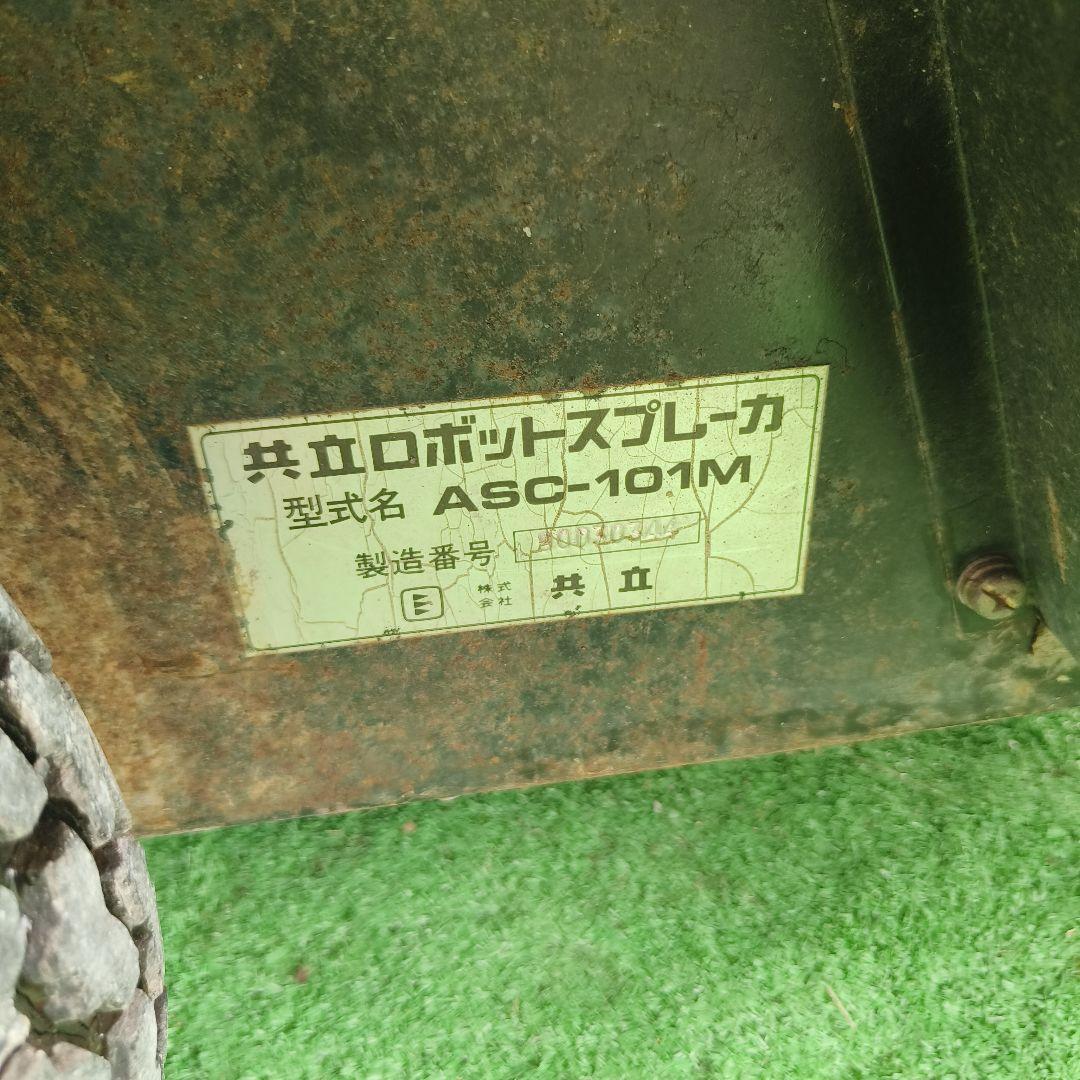 共立ロボットスプレーカ
型式名 ASC-101M
製造番号
株式会社 共立